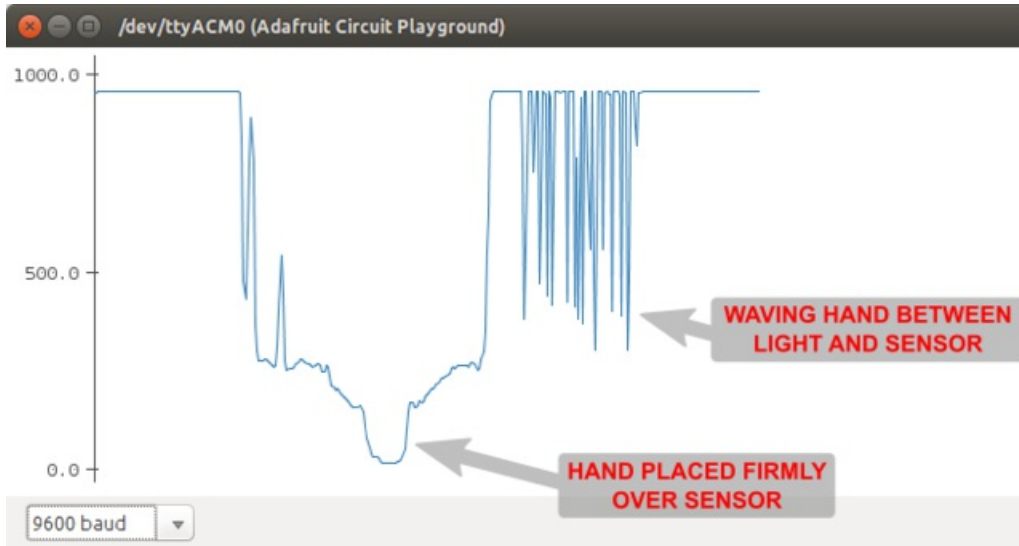 /dev/ttyACM0 (Adafruit Circuit Playground)
1000.0
500.0
WAVING HAND BETWEEN
LIGHT AND SENSOR
0.0
HAND PLACED FIRMLY
OVER SENSOR
9600 baud